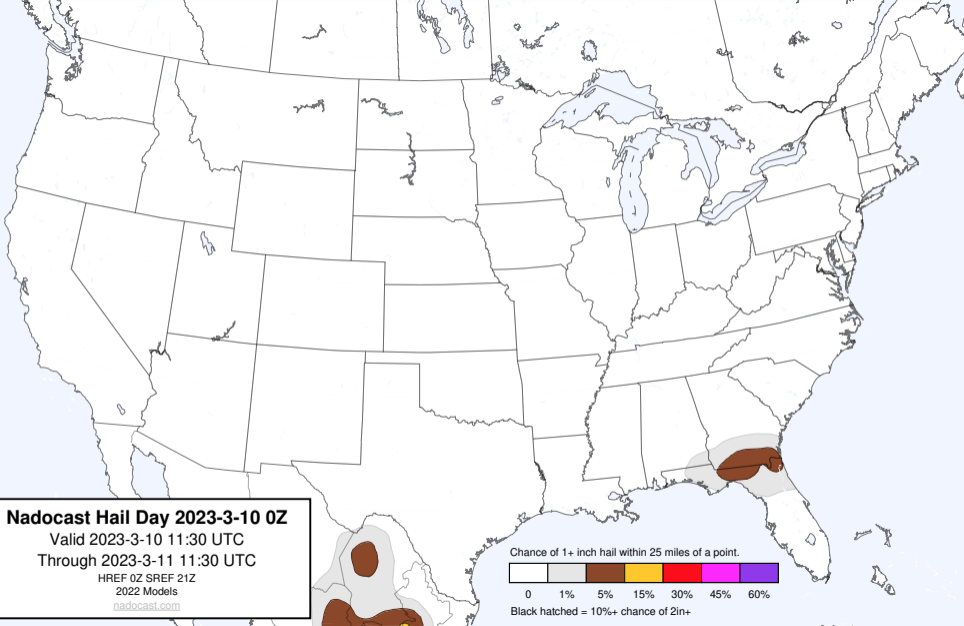 Nadocast Hail Day 2023-3-10 0Z
Valid 2023-3-10 11:30 UTC
Through 2023-3-11 11:30 UTC
HREF 0Z SREF 21Z
2022 Models
nadocast.com
Chance of 1+ inch hail within 25 miles of a point.
0 1% 5% 15% 30% 45% 60%
Black hatched = 10%+ chance of 2in+